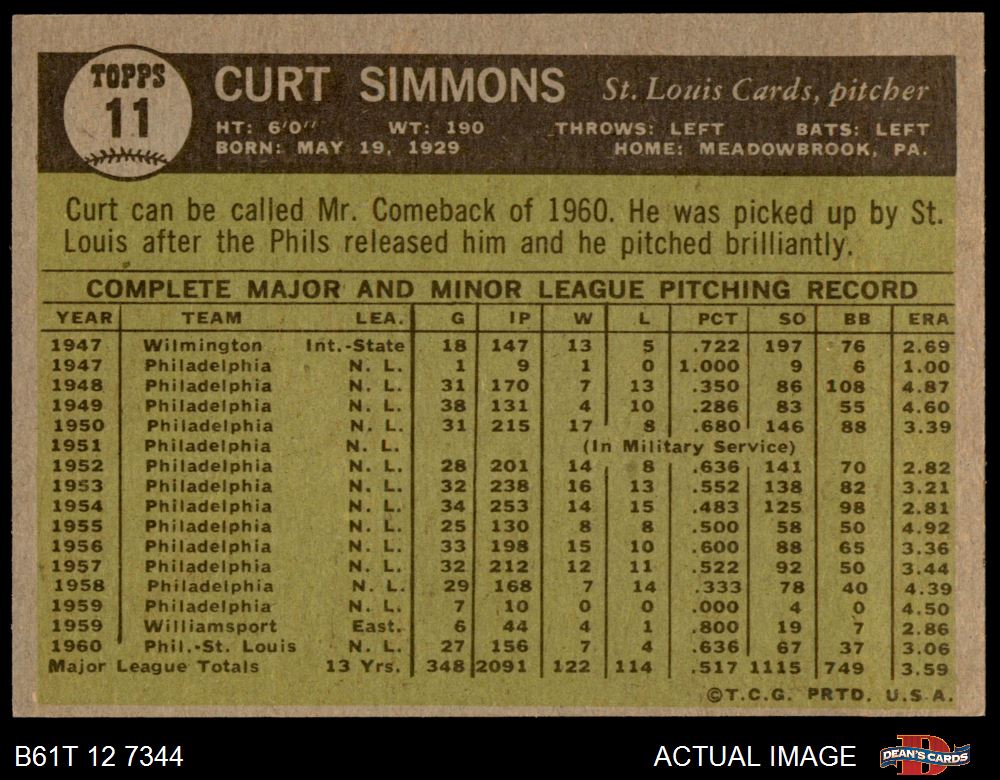 TOPPS
11
CURT SIMMONS St. Louis Cards, pitcher
HT: 6'0" WT: 190 THROWS: LEFT BATS: LEFT
BORN: MAY 19, 1929 HOME: MEADOWBROOK, PA.
Curt can be called Mr. Comeback of 1960. He was picked up by St.
Louis after the Phils released him and he pitched brilliantly.
COMPLETE MAJOR AND MINOR LEAGUE PITCHING RECORD
YEAR TEAM LEA. G IP W L PCT SO BB ERA
1947 Wilmington Int.-State 18 147 13 5 .722 197 76 2.69
1947 Philadelphia N. L. 1 9 1 0 1.000 9 6 1.00
1948 Philadelphia N. L. 31 170 7 13 .350 86 108 4.87
1949 Philadelphia N. L. 38 131 4 10 .286 83 55 4.60
1950 Philadelphia N. L. 31 215 17 8 .680 146 88 3.39
1951 Philadelphia N. L. (In Military Service)
1952 Philadelphia N. L. 28 201 14 8 .636 141 70 2.82
1953 Philadelphia N. L. 32 238 16 13 .552 138 82 3.21
1954 Philadelphia N. L. 34 253 14 15 .483 125 98 2.81
1955 Philadelphia N. L. 25 130 8 8 .500 58 50 4.92
1956 Philadelphia N. L. 33 198 15 10 .600 88 65 3.36
1957 Philadelphia N. L. 32 212 12 11 .522 92 50 3.44
1958 Philadelphia N. L. 29 168 7 14 .333 78 40 4.39
1959 Philadelphia N. L. 7 10 0 0 .000 4 0 4.50
1959 Williamsport East. 6 44 4 1 .800 19 7 2.86
1960 Phil.-St. Louis N. L. 27 156 7 4 .636 67 37 3.06
Major League Totals 13 Yrs. 348 2091 122 114 .517 1115 749 3.59
©T.C.G. PRTD. U.S.A.
B61T 12 7344 ACTUAL IMAGE DEAN'S CARDS